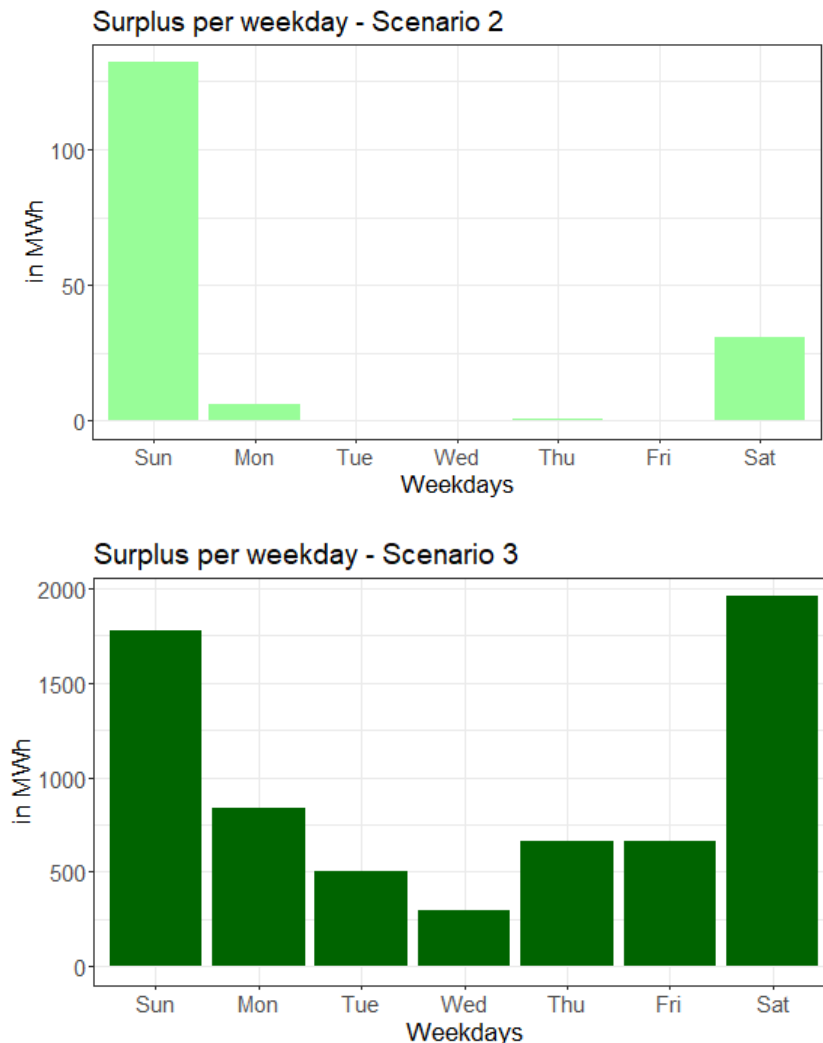 Surplus per weekday - Scenario 2
in MWh
100
50
0
Sun Mon Tue Wed Thu Fri Sat
Weekdays
Surplus per weekday - Scenario 3
in MWh
2000
1500
1000
500
0
Sun Mon Tue Wed Thu Fri Sat
Weekdays